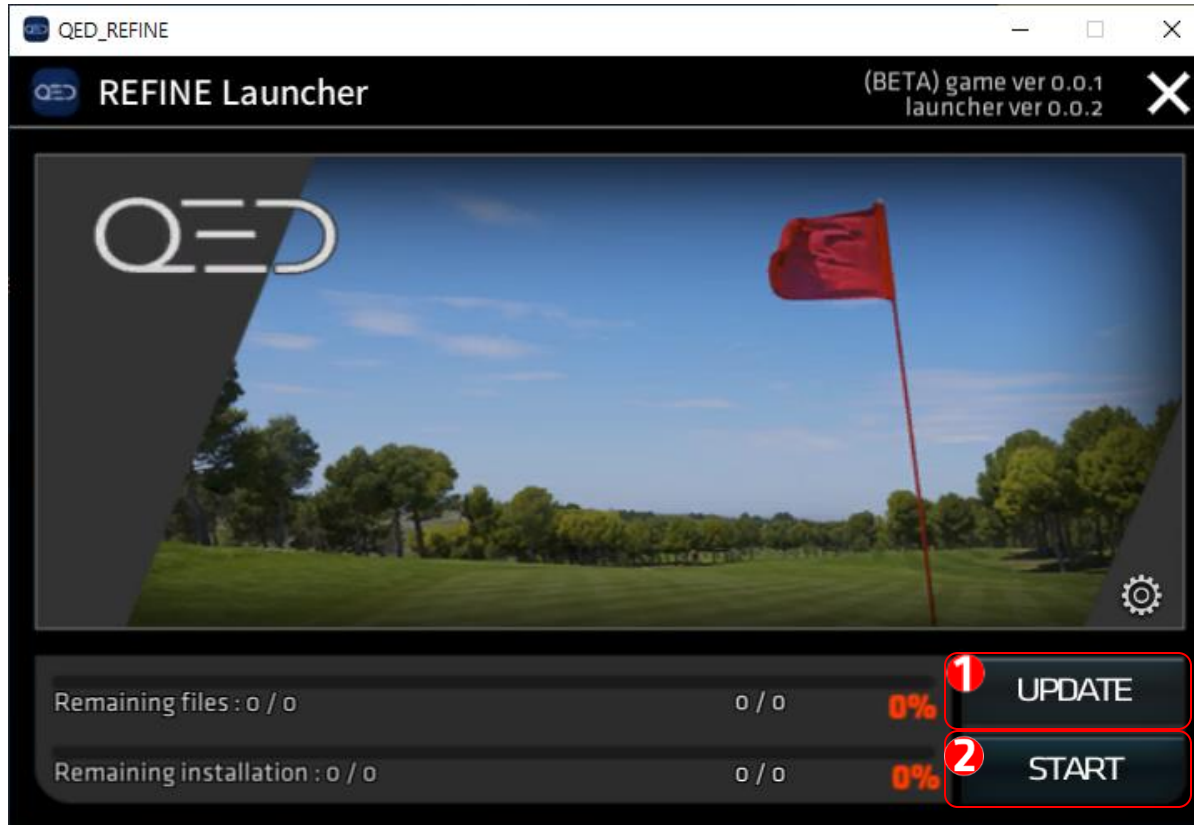 QED_REFINE
QED REFINE Launcher
(BETA) game ver 0.0.1
launcher ver 0.0.2
QED
Remaining files : 0 / 0 0 / 0 0% 1 UPDATE
Remaining installation : 0 / 0 0 / 0 0% 2 START